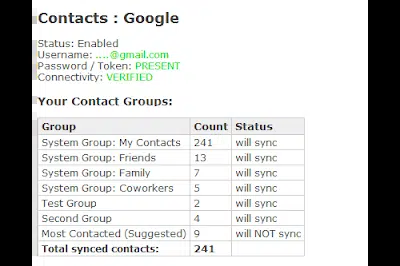 Contacts : Google
Status: Enabled
Username: ....@gmail.com
Password / Token: PRESENT
Connectivity: VERIFIED
Your Contact Groups:
Group Count Status
System Group: My Contacts 241 will sync
System Group: Friends 13 will sync
System Group: Family 7 will sync
System Group: Coworkers 5 will sync
Test Group 2 will sync
Second Group 4 will sync
Most Contacted (Suggested) 9 will NOT sync
Total synced contacts: 241